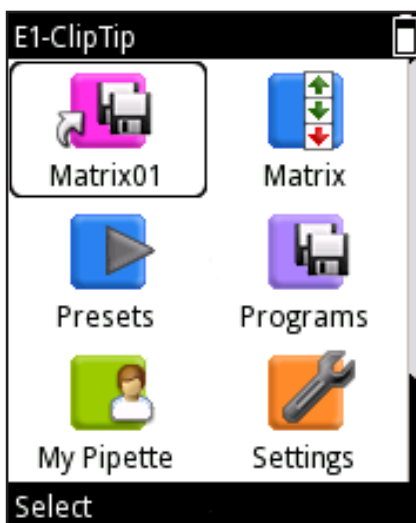 E1-ClipTip
Matrix01 Matrix
Presets Programs
My Pipette Settings
Select